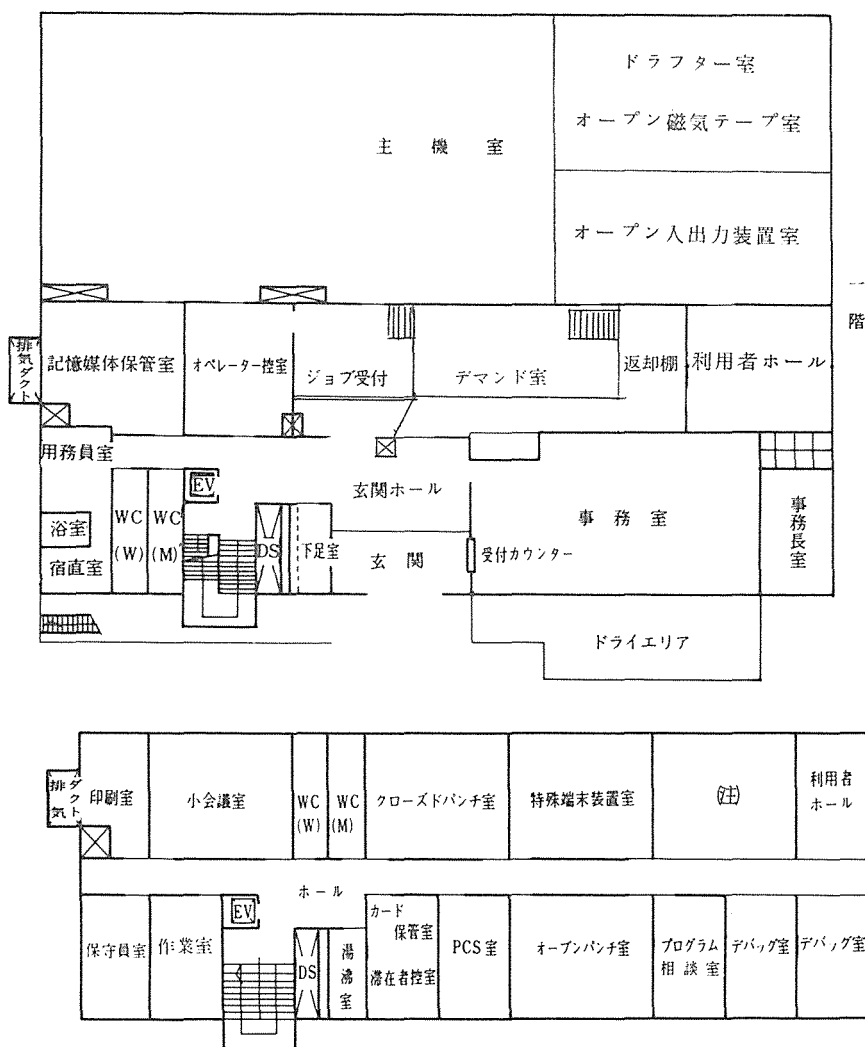 ドラフター室
オープン磁気テープ室
主機室
オープン入出力装置室
一階
排気ダクト
記憶媒体保管室
オペレーター控室
ジョブ受付
デマンド室
返却棚
利用者ホール
用務員室
EV
玄関ホール
浴室
WC
(W)
WC
(M)
DS
下足室
玄関
受付カウンター
事務室
事務長室
宿直室
ドライエリア
排気ダクト
印刷室
小会議室
WC
(W)
WC
(M)
クローズドパンチ室
特殊端末装置室
(注)
利用者
ホール
ホール
EV
保守員室
作業室
DS
湯沸室
カード
保管室
滞在者控室
PCS室
オープンパンチ室
プログラム
相談室
デバッグ室
デバッグ室